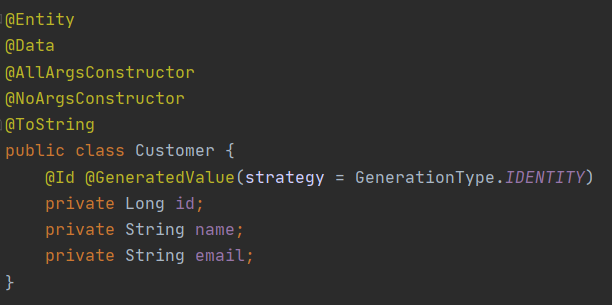 @Entity
@Data
@AllArgsConstructor
@NoArgsConstructor
@ToString
public class Customer {
    @Id @GeneratedValue(strategy = GenerationType.IDENTITY)
    private Long id;
    private String name;
    private String email;
}